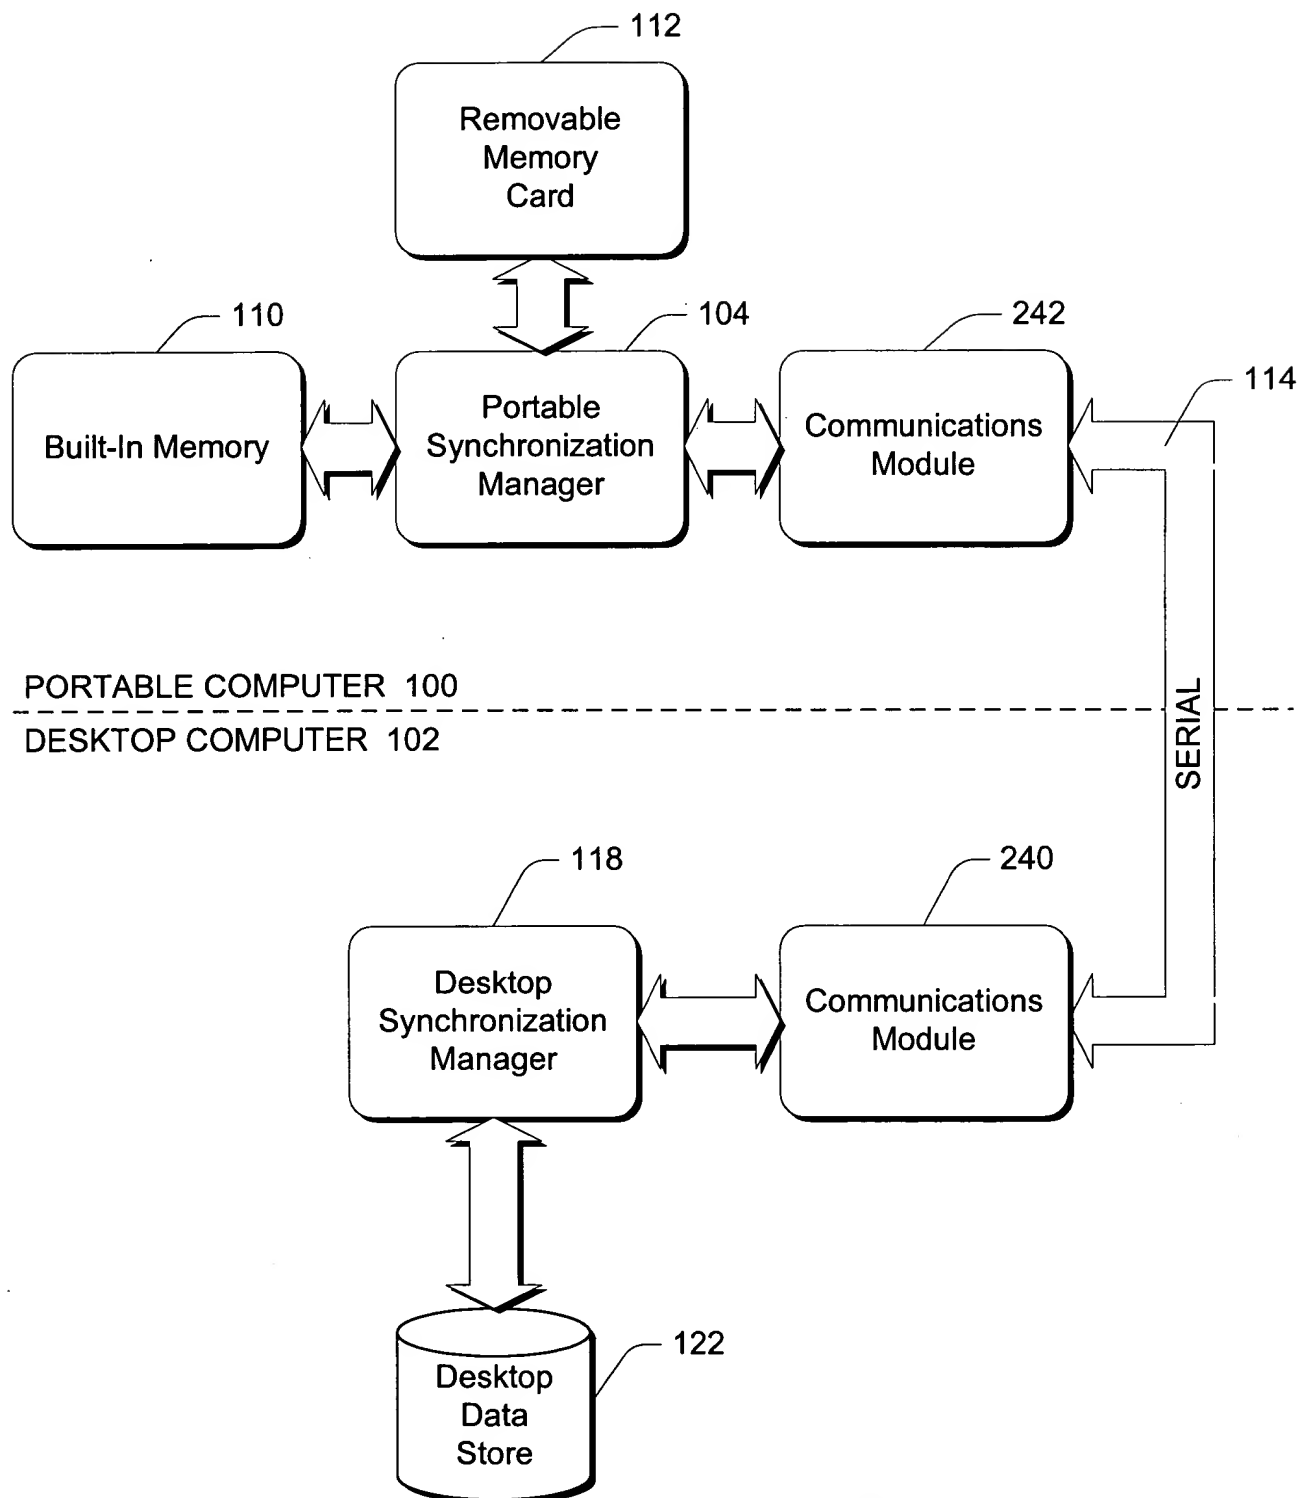 112
Removable
Memory
Card
110
104
242
114
Built-In Memory
Portable
Synchronization
Manager
Communications
Module
PORTABLE COMPUTER 100
DESKTOP COMPUTER 102
SERIAL
118
240
Desktop
Synchronization
Manager
Communications
Module
122
Desktop
Data
Store